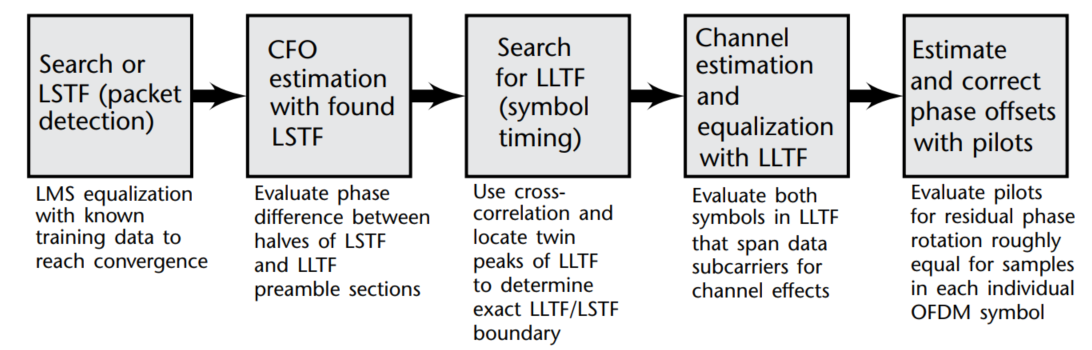 Search or
LSTF (packet
detection)
LMS equalization
with known
training data to
reach convergence
CFO
estimation
with found
LSTF
Evaluate phase
difference between
halves of LSTF
and LLTF
preamble sections
Search
for LLTF
(symbol
timing)
Use cross-
correlation and
locate twin
peaks of LLTF
to determine
exact LLTF/LSTF
boundary
Channel
estimation
and
equalization
with LLTF
Evaluate both
symbols in LLTF
that span data
subcarriers for
channel effects
Estimate
and correct
phase offsets
with pilots
Evaluate pilots
for residual phase
rotation roughly
equal for samples
in each individual
OFDM symbol